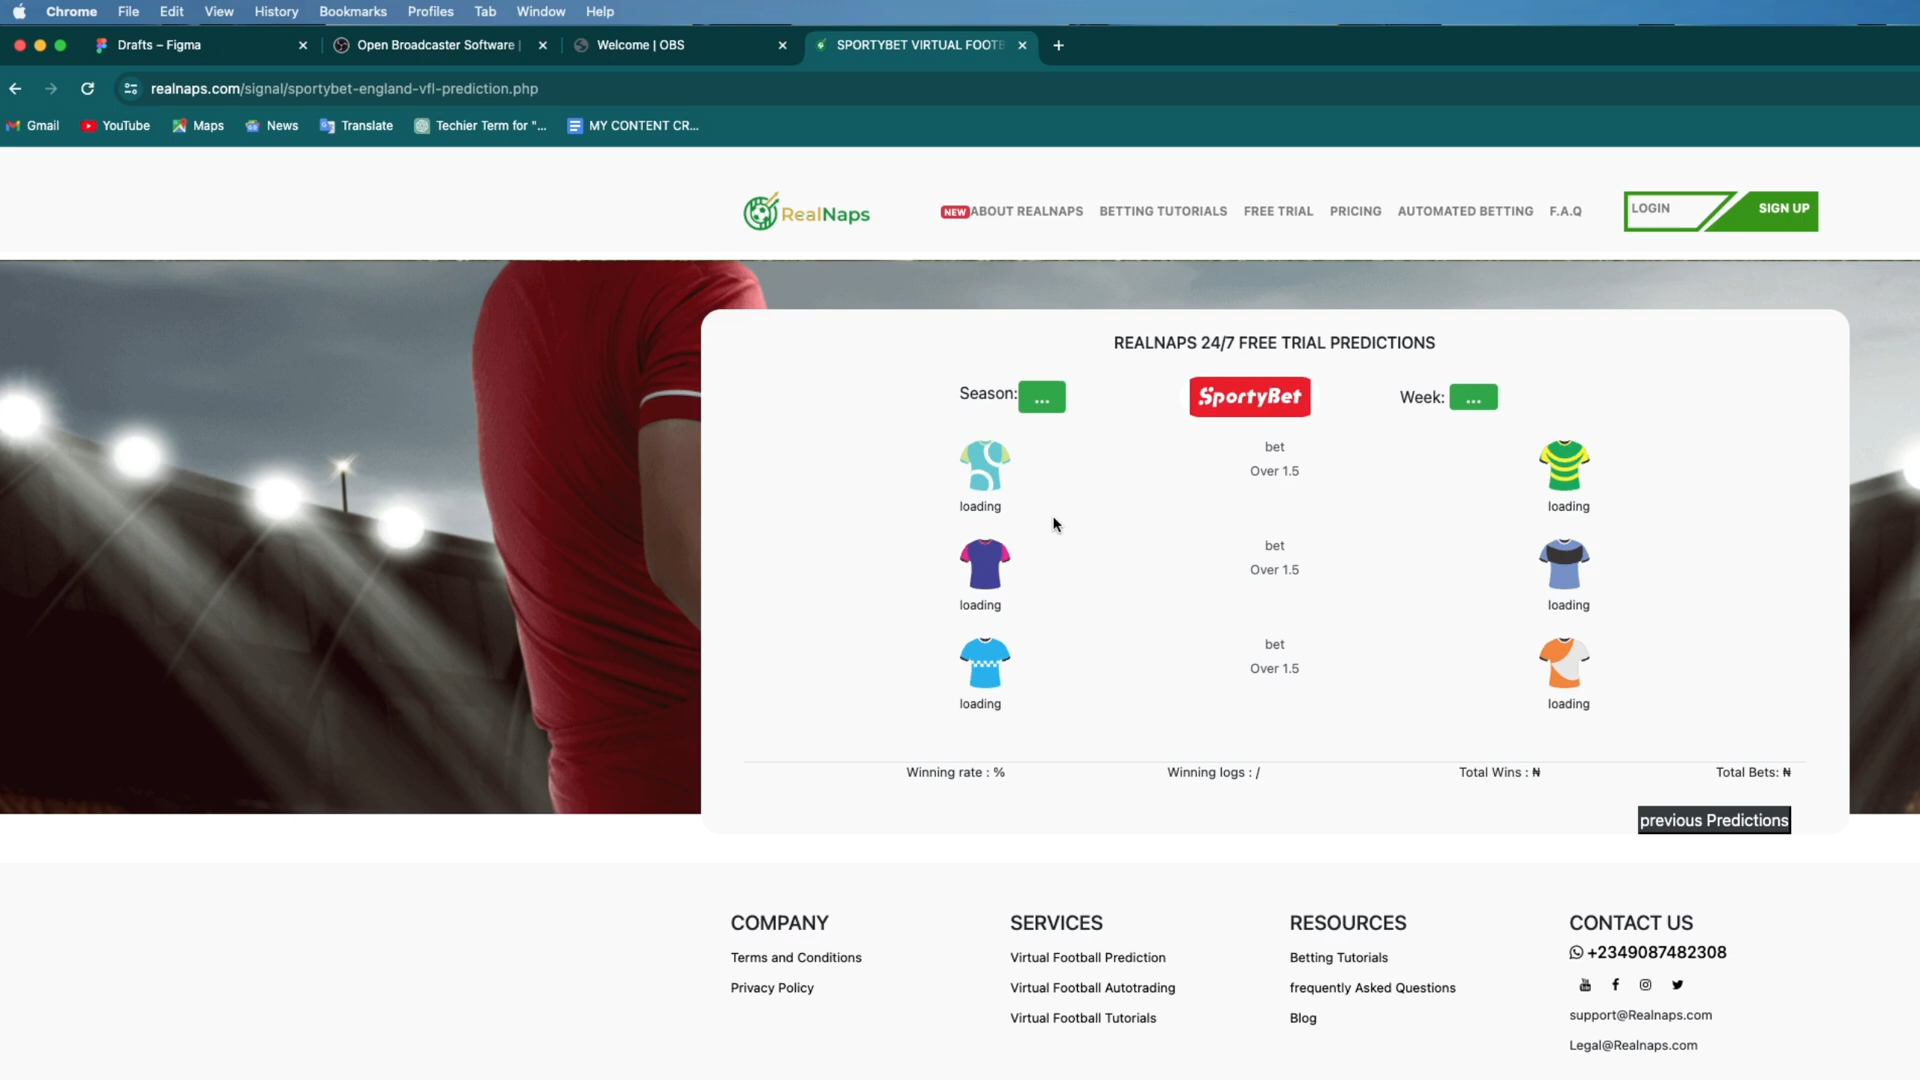 Chrome File Edit View History Bookmarks Profiles Tab Window Help
Drafts – Figma Open Broadcaster Software | Welcome | OBS SPORTYBET VIRTUAL FOOTB
realnaps.com/signal/sportybet-england-vfl-prediction.php
Gmail YouTube Maps News Translate Techier Term for "... MY CONTENT CR...
RealNaps NEW ABOUT REALNAPS BETTING TUTORIALS FREE TRIAL PRICING AUTOMATED BETTING F.A.Q LOGIN SIGN UP
REALNAPS 24/7 FREE TRIAL PREDICTIONS
Season: ... SportyBet Week: ...
bet
Over 1.5
loading loading
bet
Over 1.5
loading loading
bet
Over 1.5
loading loading
Winning rate : % Winning logs : / Total Wins : ₦ Total Bets: ₦
previous Predictions
COMPANY SERVICES RESOURCES CONTACT US
+2349087482308
Terms and Conditions Virtual Football Prediction Betting Tutorials
Privacy Policy Virtual Football Autotrading frequently Asked Questions
Virtual Football Tutorials Blog support@Realnaps.com
Legal@Realnaps.com